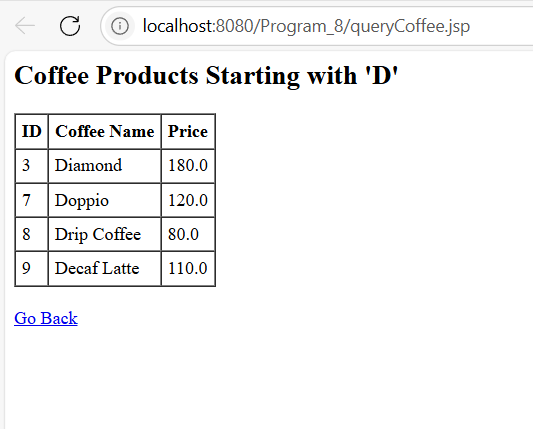 localhost:8080/Program_8/queryCoffee.jsp
Coffee Products Starting with 'D'
ID Coffee Name Price
3 Diamond 180.0
7 Doppio 120.0
8 Drip Coffee 80.0
9 Decaf Latte 110.0
Go Back